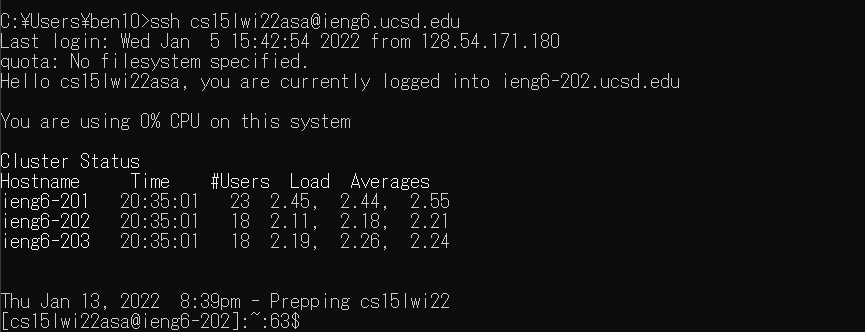 C:¥Users¥ben10>ssh cs15lwi22asa@ieng6.ucsd.edu
Last login: Wed Jan  5 15:42:54 2022 from 128.54.171.180
quota: No filesystem specified.
Hello cs15lwi22asa, you are currently logged into ieng6-202.ucsd.edu
You are using 0% CPU on this system
Cluster Status
Hostname     Time    #Users  Load  Averages
ieng6-201   20:35:01   23  2.45,  2.44,  2.55
ieng6-202   20:35:01   18  2.11,  2.18,  2.21
ieng6-203   20:35:01   18  2.19,  2.26,  2.24
Thu Jan 13, 2022  8:39pm - Prepping cs15lwi22
[cs15lwi22asa@ieng6-202]:~:63$